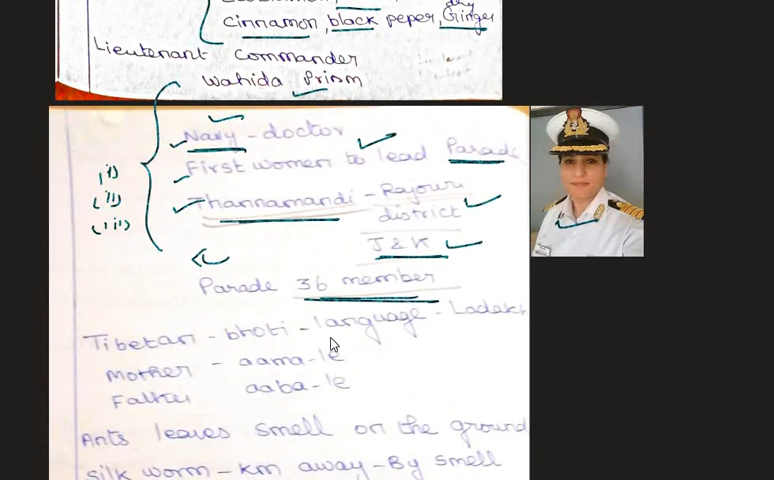 cinnamon, black peper, Ginger
Lieutenant Commander
Wahida Prism
Navy - doctor
First women to lead Parade
i)
(ii)
(iii)
Thannamandi - Rajouri
district
J & K
Parade 36 member
Tibetan - bhoti - language - Ladakh
Mother - aama-le
Father aaba-le
Ants leaves smell on the ground
silk worm - km away - By smell